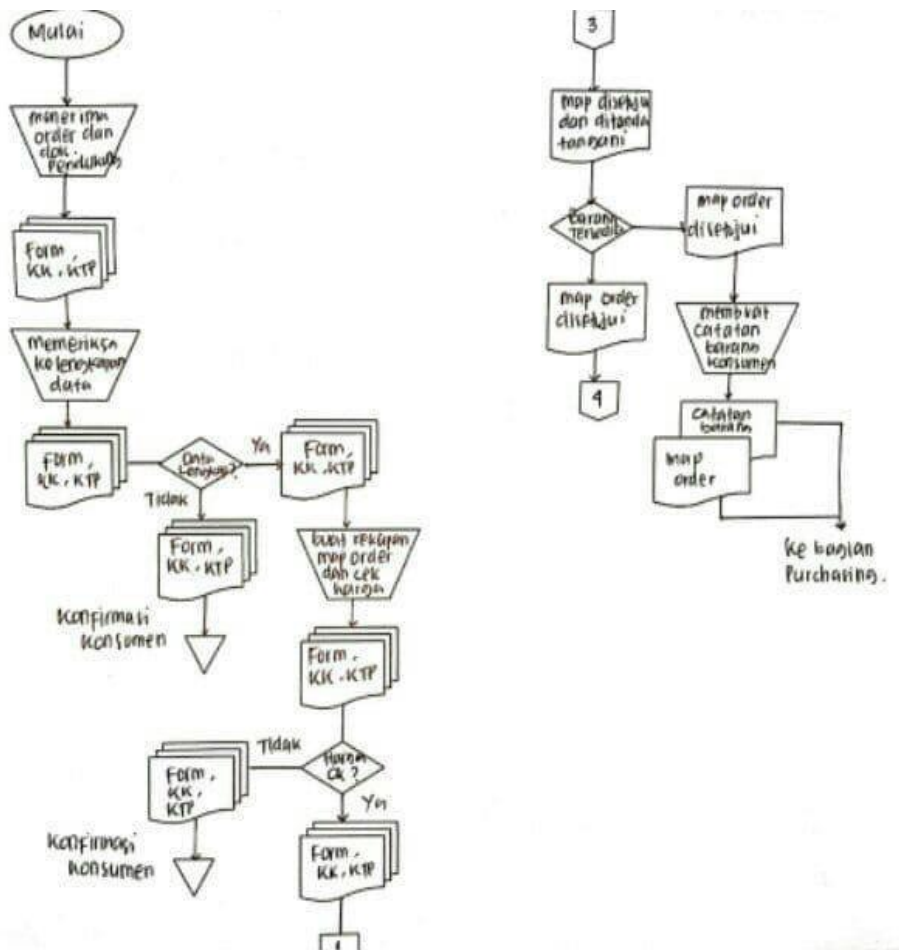 Mulai
menerima
order dan
dok.
Pendukung
Form,
KK, KTP
memeriksa
kelengkapan
data
Form,
KK, KTP
Data
Lengkap?
Ya
Form,
KK, KTP
Tidak
Form,
KK, KTP
Konfirmasi
konsumen
buat rekapan
map order
dan cek
harga
Form,
KK, KTP
Harga
OK ?
Tidak
Form,
KK,
KTP
Konfirmasi
konsumen
Ya
Form,
KK, KTP
1
3
map disetujui
dan ditanda
tangani
Barang
Tersedia
map order
disetujui
map order
disetujui
4
membuat
catatan
barang
konsumen
catatan
barang
map
order
ke bagian
Purchasing.